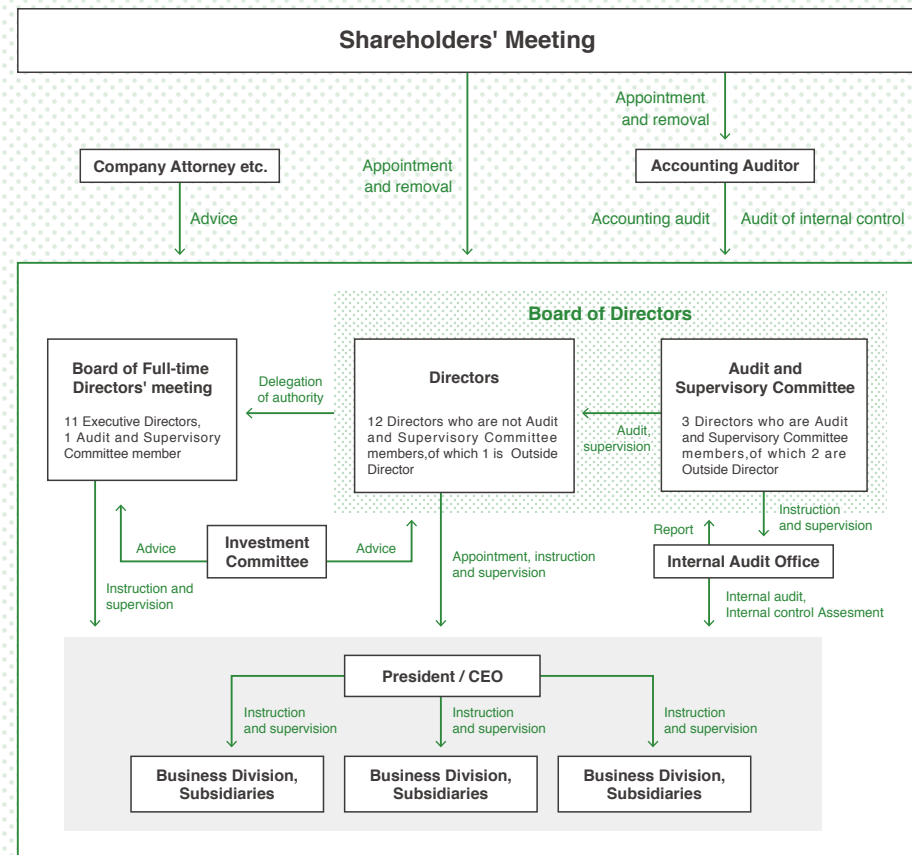 Shareholders' Meeting
Appointment
and removal
Company Attorney etc.
Appointment
and removal
Accounting Auditor
Advice
Accounting audit
Audit of internal control
Board of Directors
Board of Full-time
Directors' meeting
11 Executive Directors,
1 Audit and Supervisory
Committee member
Delegation
of authority
Directors
12 Directors who are not Audit
and Supervisory Committee
members,of which 1 is Outside
Director
Audit,
supervision
Audit and
Supervisory Committee
3 Directors who are Audit
and Supervisory Committee
members,of which 2 are
Outside Director
Instruction
and supervision
Report
Advice
Investment
Committee
Advice
Appointment, instruction
and supervision
Internal Audit Office
Instruction and
supervision
Internal audit,
Internal control Assesment
President / CEO
Instruction
and supervision
Instruction
and supervision
Instruction
and supervision
Business Division,
Subsidiaries
Business Division,
Subsidiaries
Business Division,
Subsidiaries